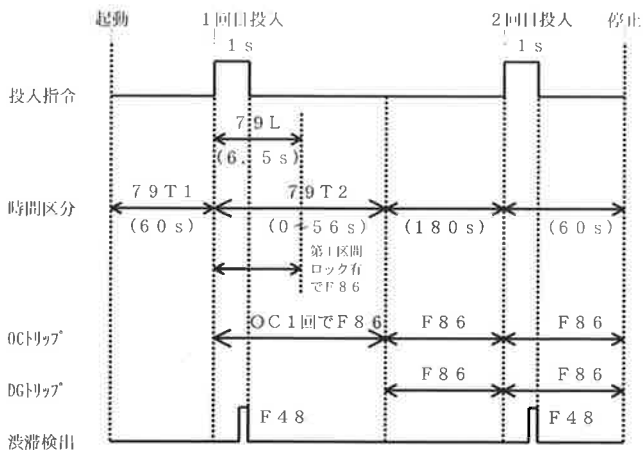 起動 1回目投入 2回目投入 停止
1s 1s
投入指令
79L
(6.5s)
79T1 79T2
時間区分
(60s) (0~56s) (180s) (60s)
第1区間
ロック有
でF86
OC1回でF86 F86 F86
OCトリップ
F86 F86
DGトリップ
F48 F48
渋滞検出